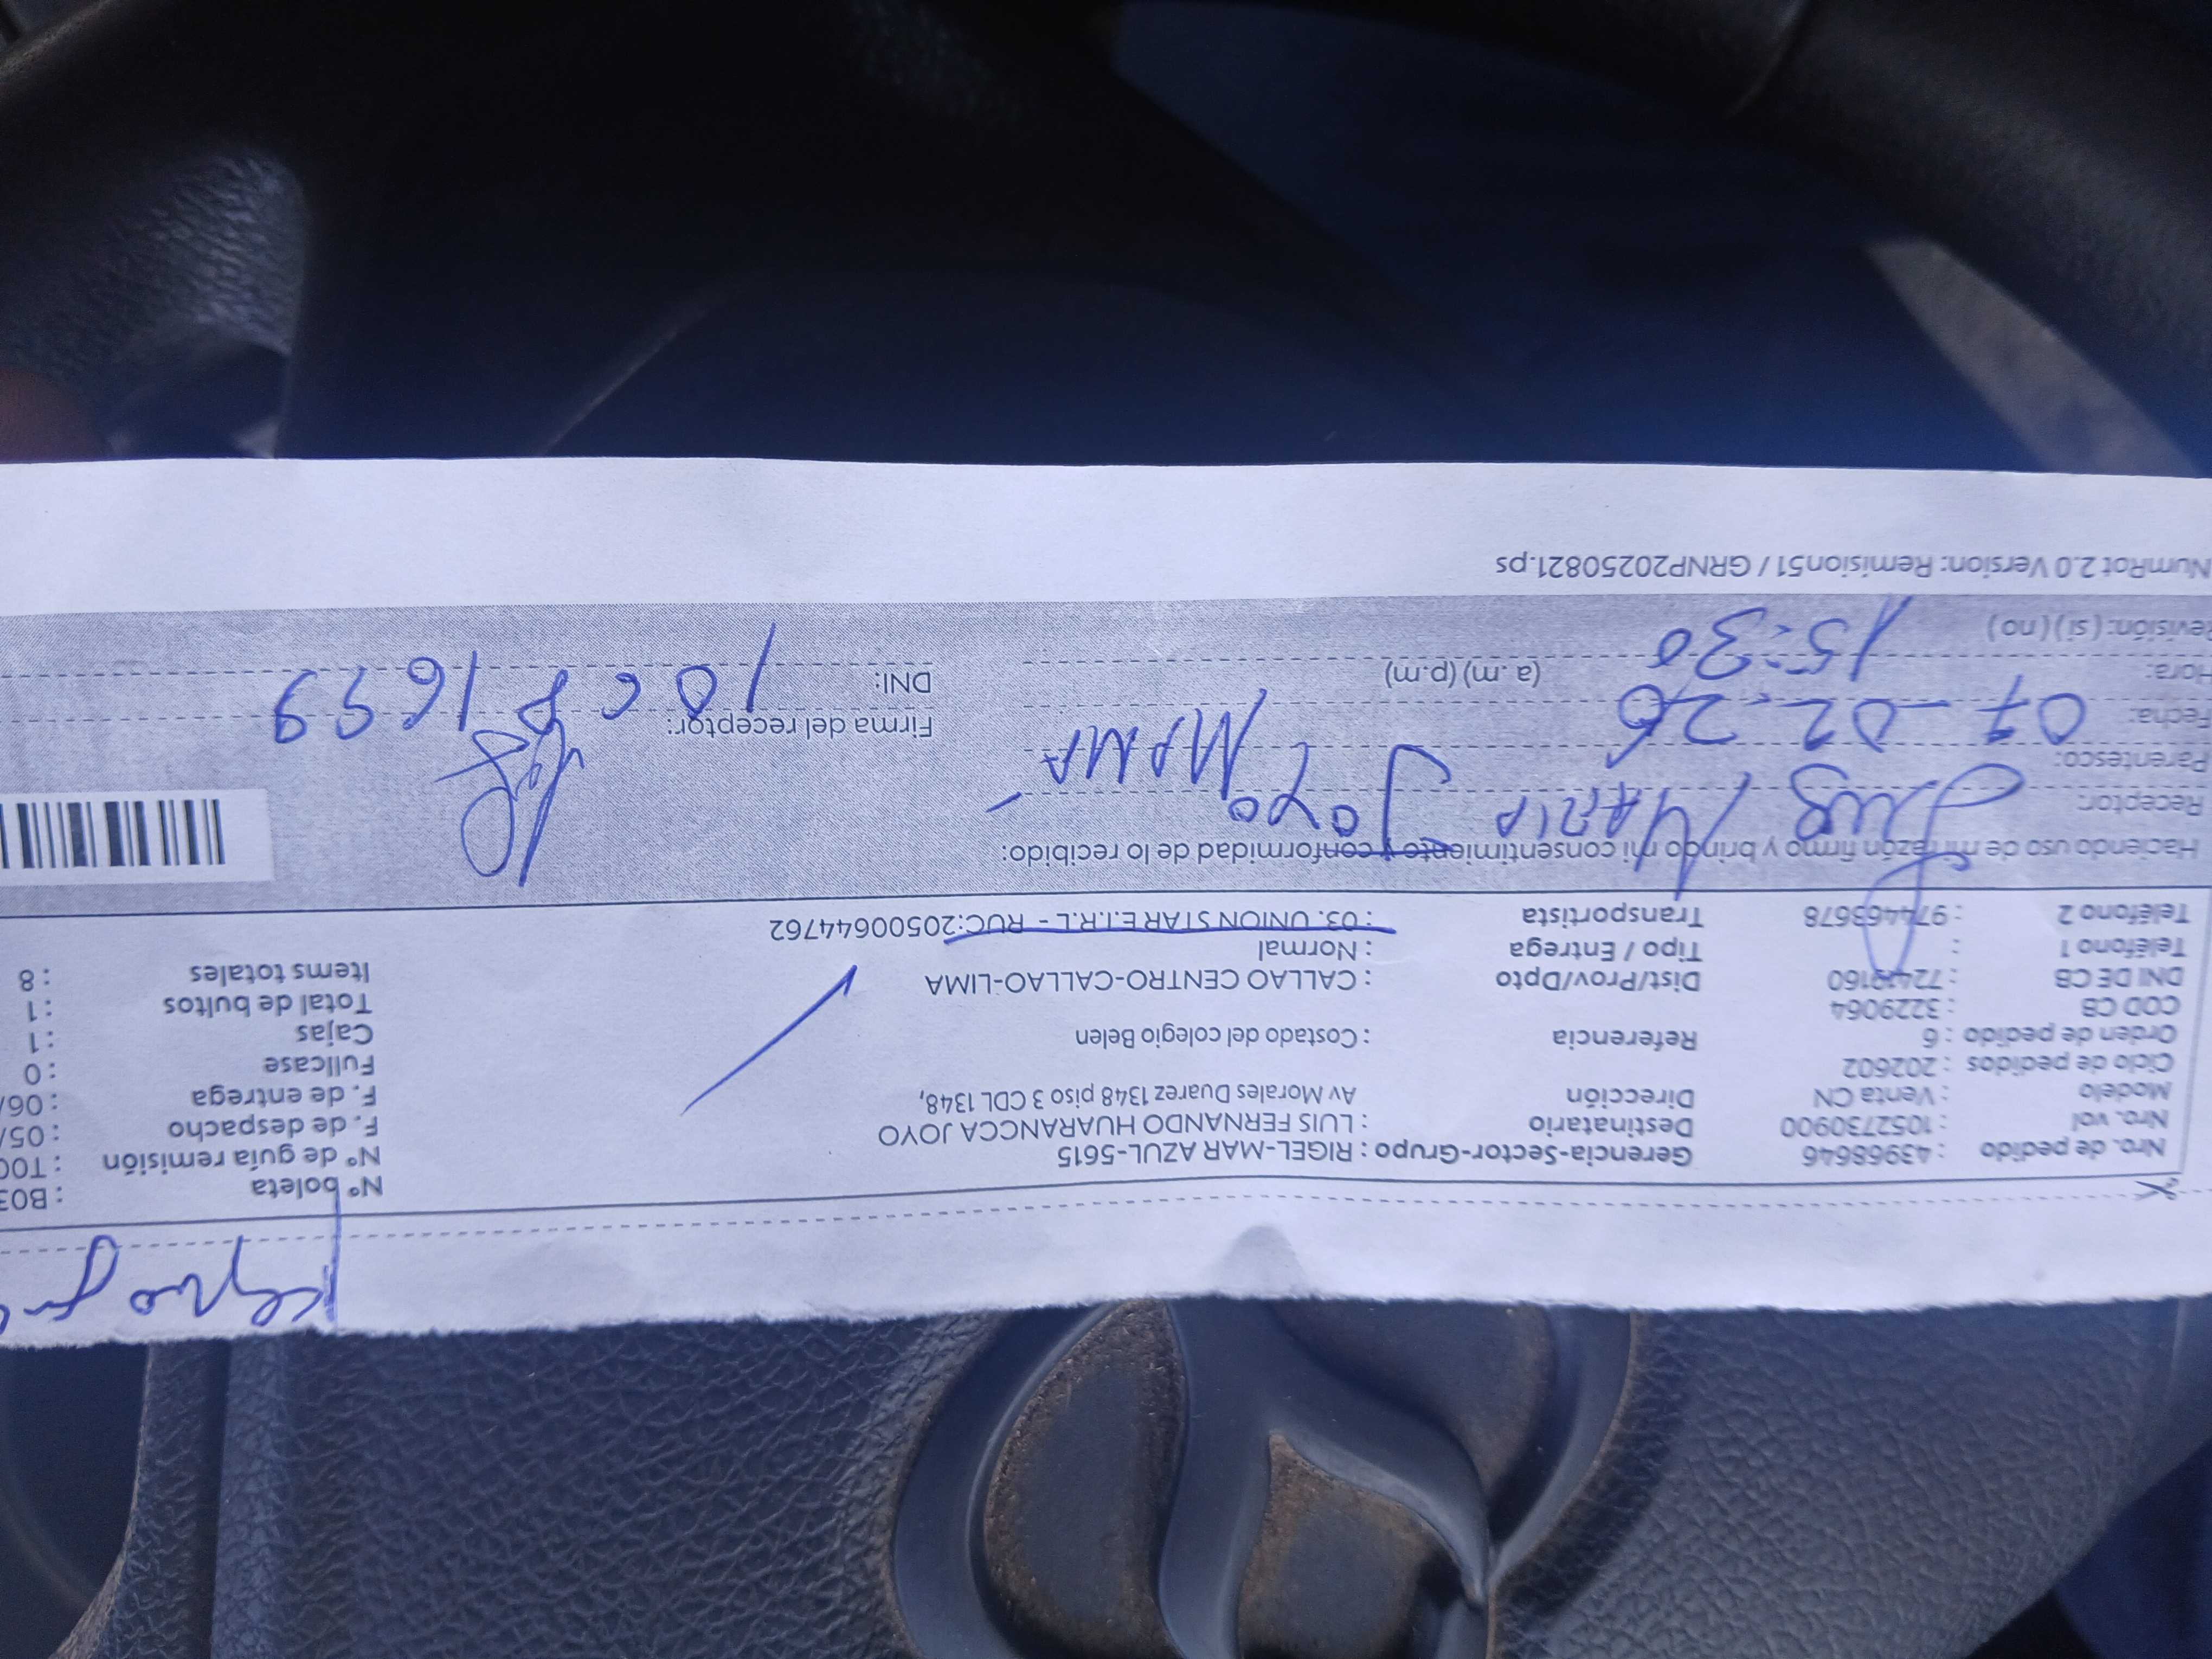 Nº boleta : B03
Nro. de pedido : 43968646 Gerencia-Sector-Grupo : RIGEL-MAR AZUL-5615 Nº de guía remisión : T00
Nro. vol : 1052730900 Destinatario : LUIS FERNANDO HUARANCCA JOYO F. de despacho : 05/
Modelo : Venta CN Dirección Av Morales Duarez 1348 piso 3 CDL 1348, F. de entrega : 06/
Ciclo de pedidos : 202602 Fullcase : 0
Orden de pedido : 6 Referencia : Costado del colegio Belen Cajas : 1
COD CB : 3229064 Total de bultos : 1
DNI DE CB Dist/Prov/Dpto : CALLAO CENTRO-CALLAO-LIMA Items totales : 8
Teléfono 1 : Tipo / Entrega : Normal
Teléfono 2 : 974463678 Transportista : 03. UNION STAR E.I.R.L - RUC:20500644762
Haciendo uso de mi razón firmo y brindo mi consentimiento y conformidad de lo recibido:
Receptor: Luz MARIA Joyo
Parentesco: MAMA
Fecha: 07-02-26 Firma del receptor:
Hora: 15:30 (a. m) (p.m) DNI:
evisión: ( si ) ( no )
NumRot 2.0 Version: Remision51 / GRNP20250821.ps